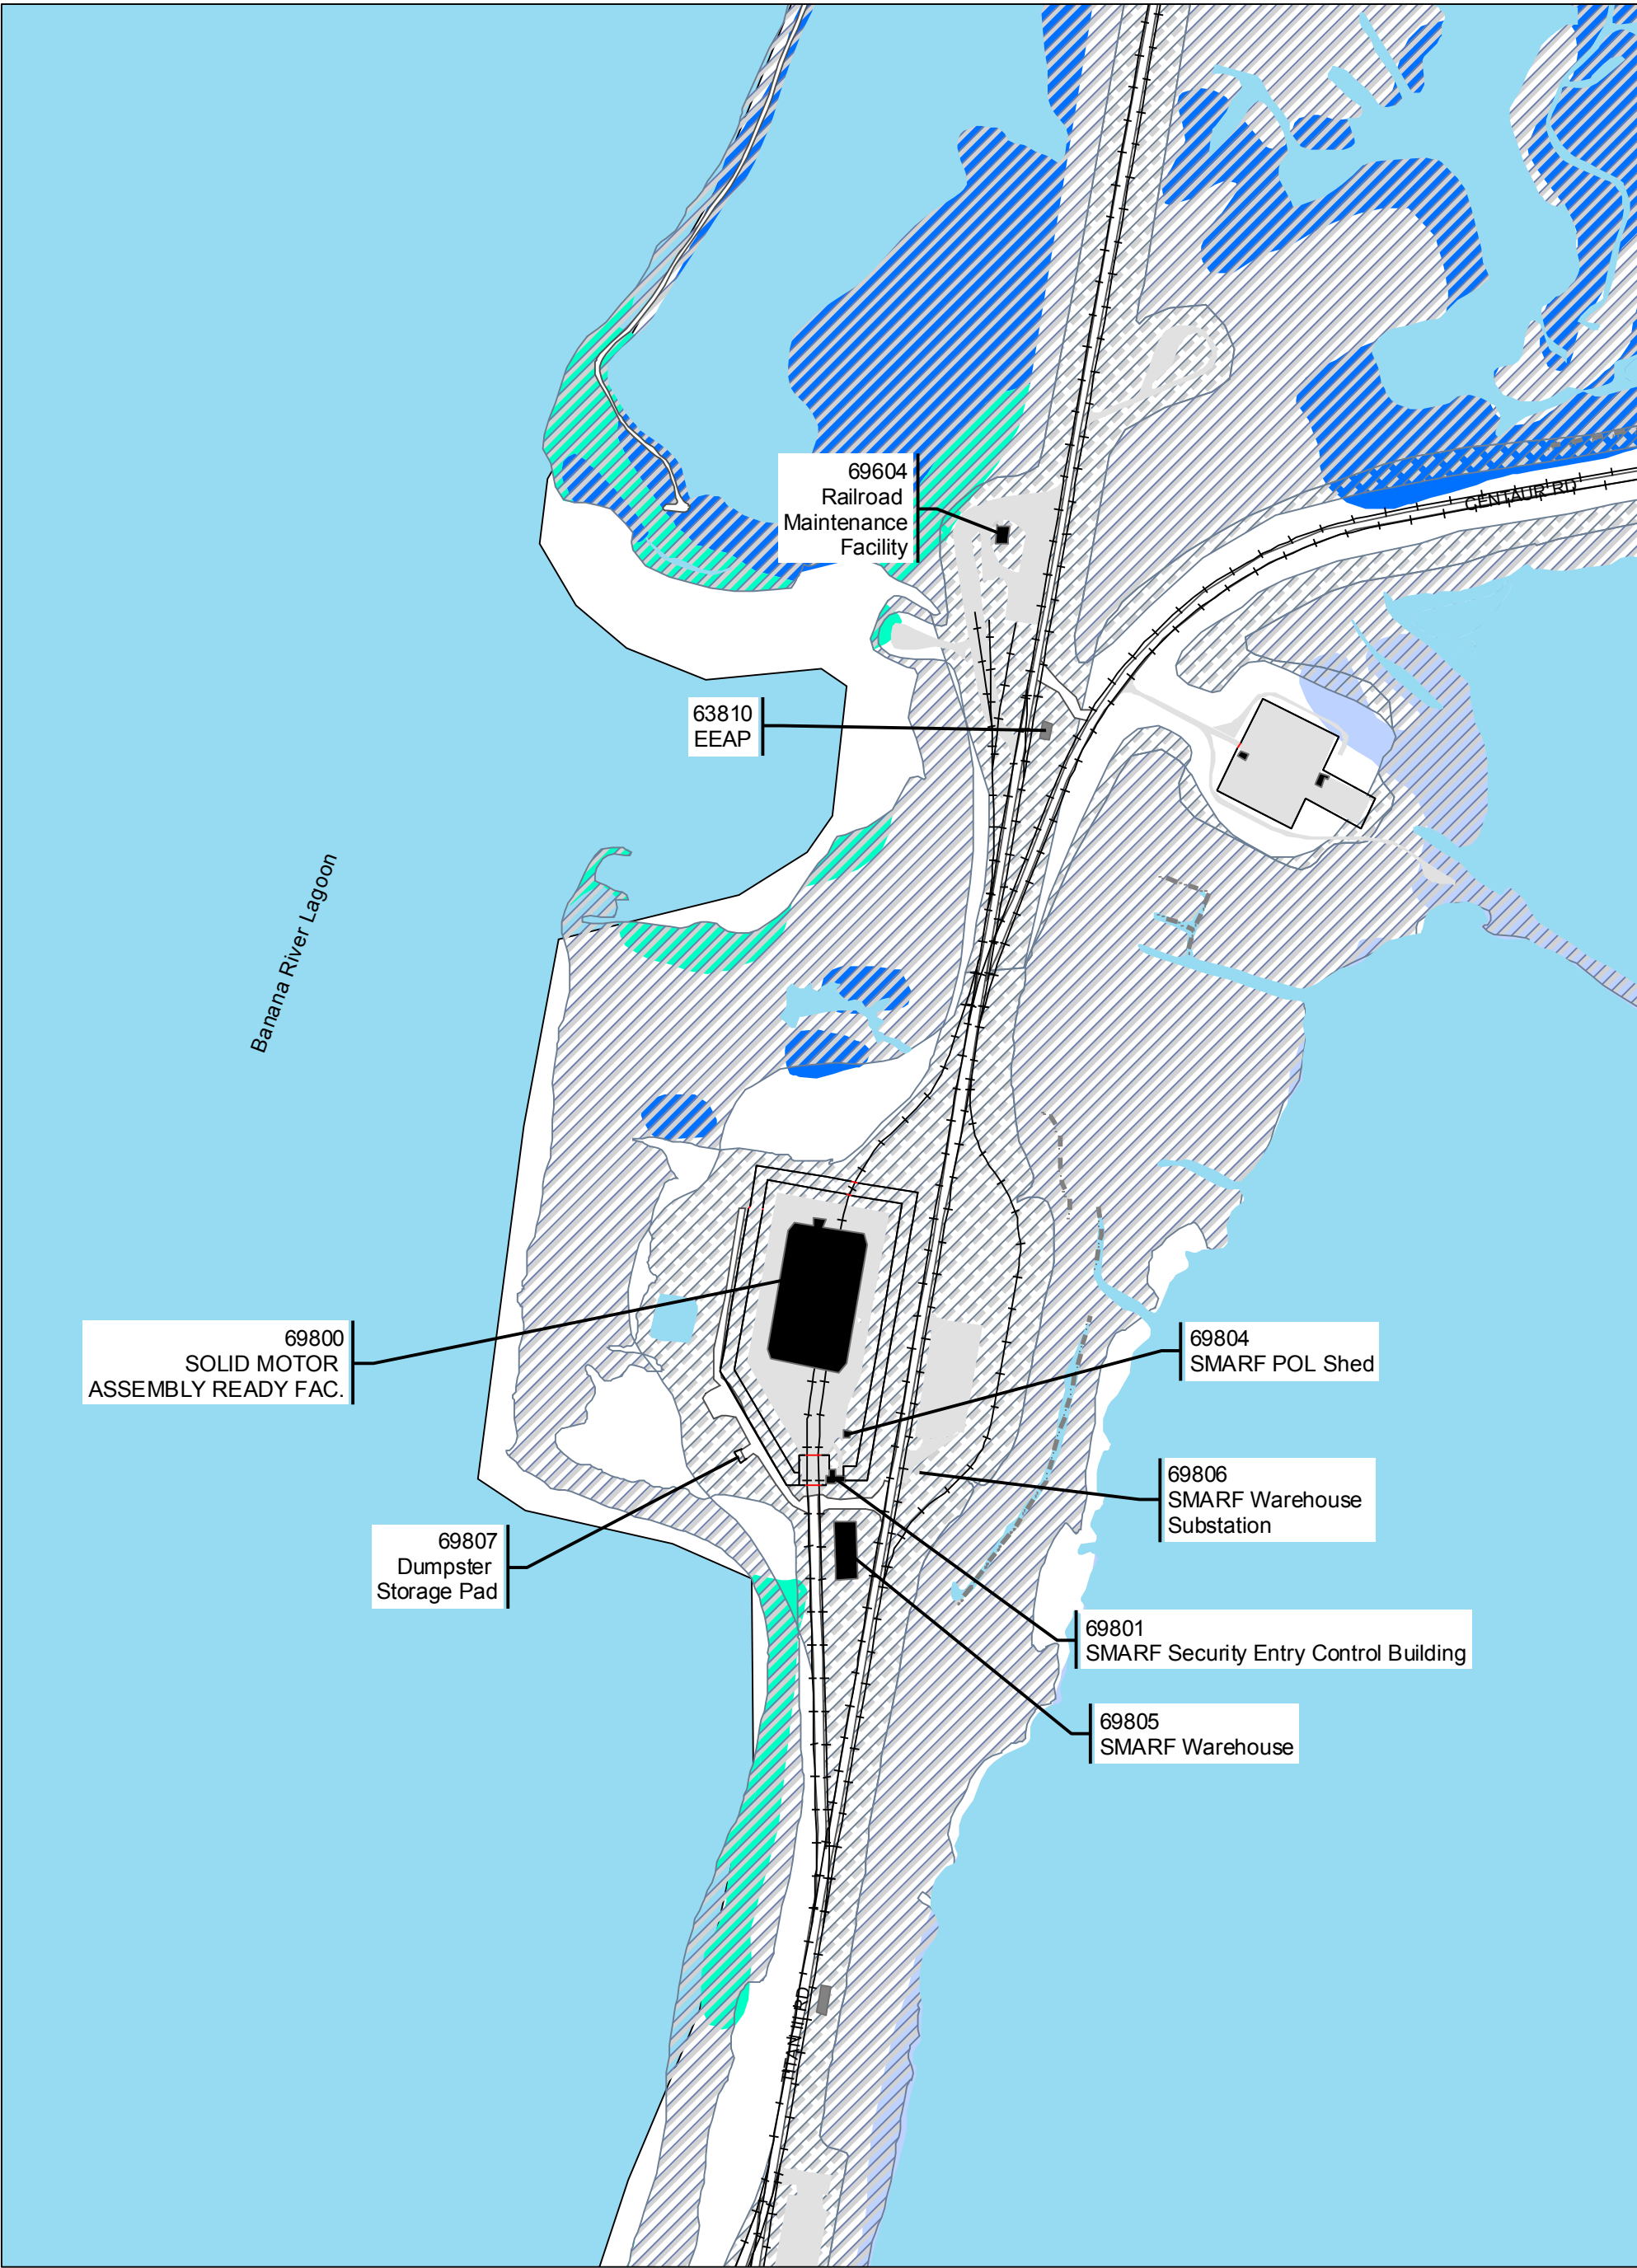 69604
Railroad
Maintenance
Facility
CENTAUR RD
63810
EEAP
Banana River Lagoon
69800
SOLID MOTOR
ASSEMBLY READY FAC.
69804
SMARF POL Shed
69806
SMARF Warehouse
Substation
69807
Dumpster
Storage Pad
69801
SMARF Security Entry Control Building
69805
SMARF Warehouse
TITAN III RD